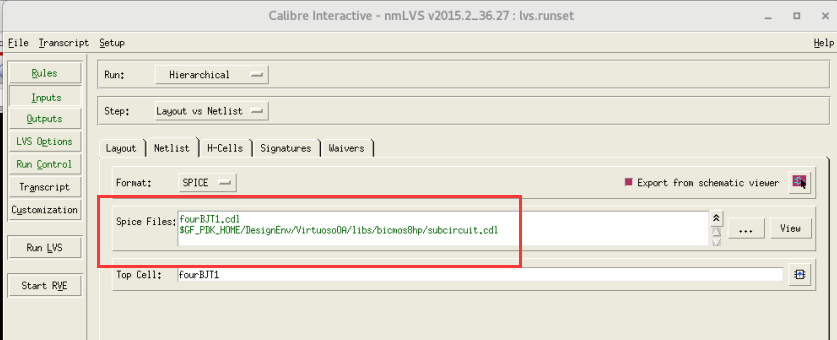 Calibre Interactive - nmLVS v2015.2_36.27 : lvs.runset
File Transcript Setup Help
Rules
Inputs
Outputs
LVS Options
Run Control
Transcript
Customization
Run LVS
Start RVE
Run: Hierarchical
Step: Layout vs Netlist
Layout Netlist H-Cells Signatures Waivers
Format: SPICE Export from schematic viewer
Spice Files: fourBJT1.cdl
$GF_PDK_HOME/DesignEnv/VirtuosoOA/libs/bicmos8hp/subcircuit.cdl
... View
Top Cell: fourBJT1